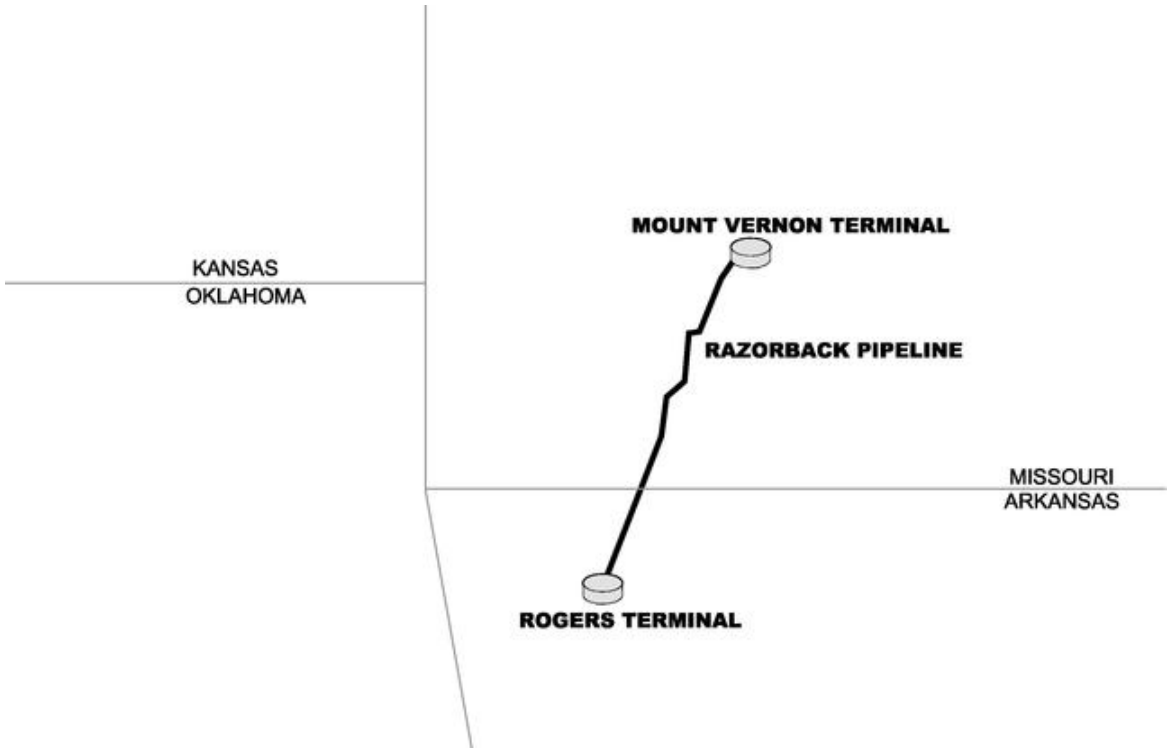 MOUNT VERNON TERMINAL
KANSAS
OKLAHOMA
RAZORBACK PIPELINE
MISSOURI
ARKANSAS
ROGERS TERMINAL